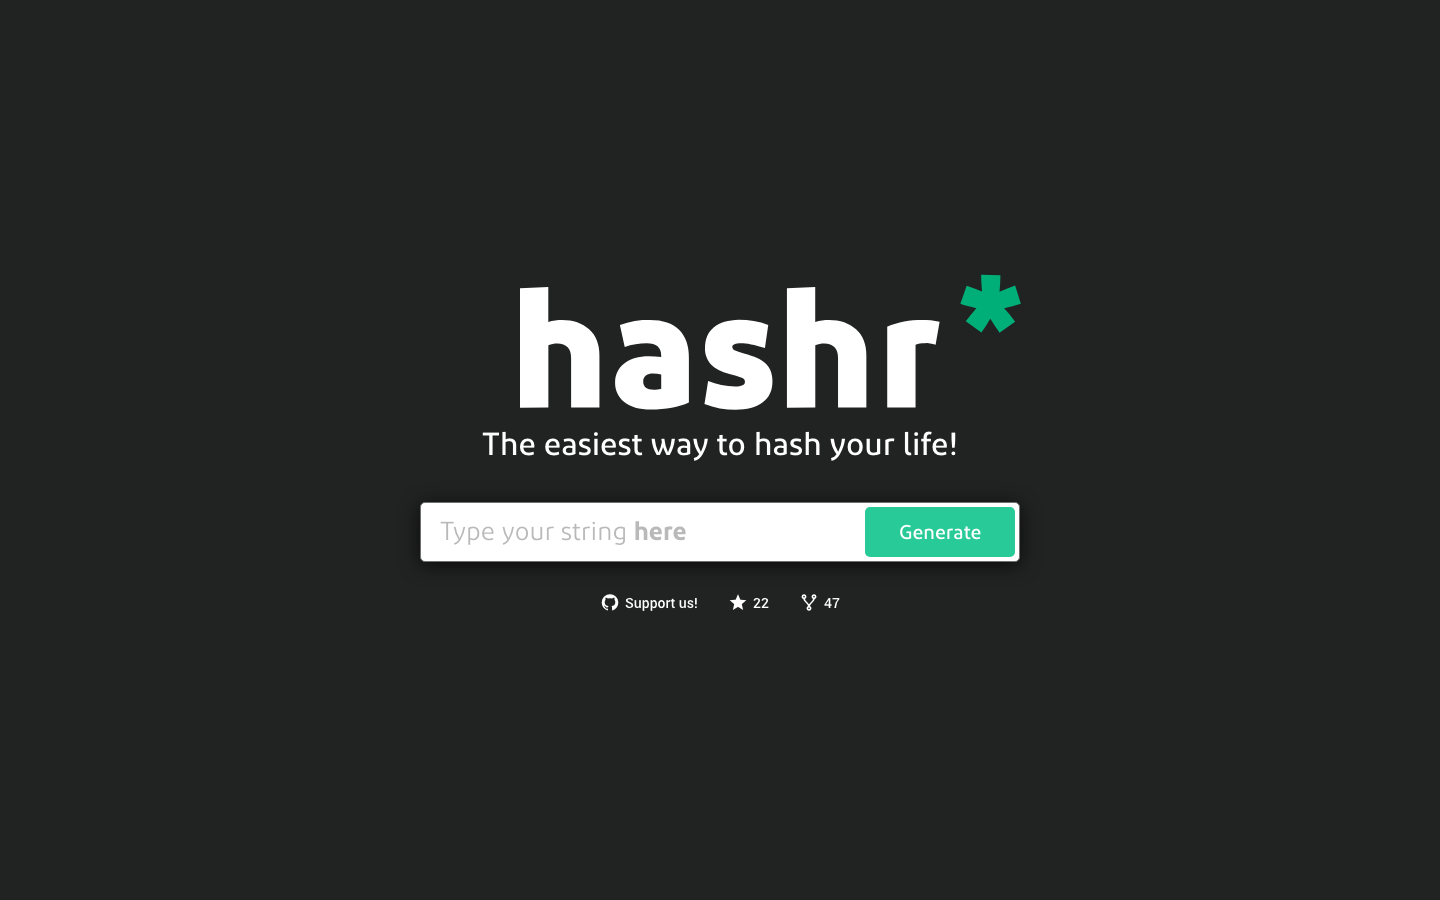 hashr*
The easiest way to hash your life!
Type your string here
Generate
Support us! 22 47